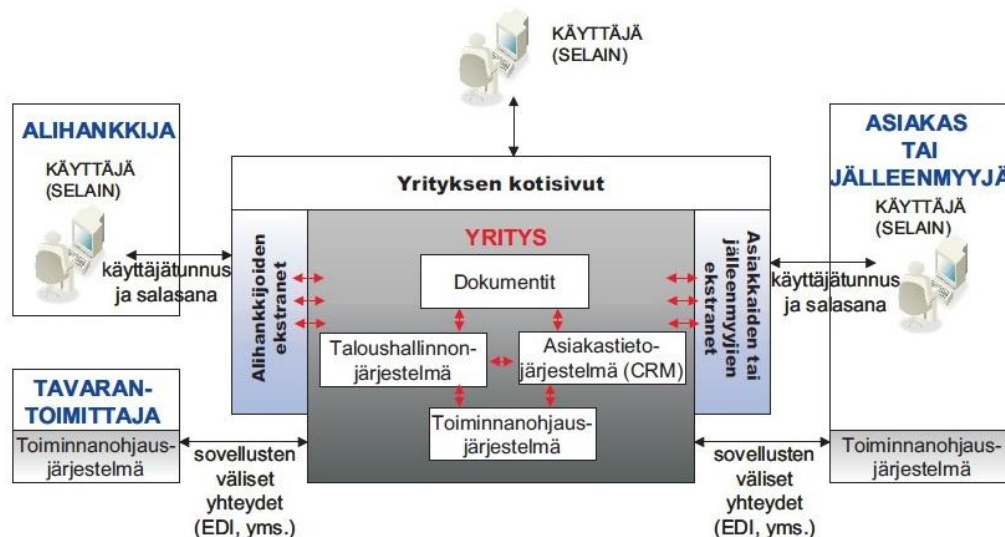 KÄYTTÄJÄ
(SELAIN)
ALIHANKKIJA
KÄYTTÄJÄ
(SELAIN)
käyttäjätunnus
ja salasana
TAVARAN-
TOIMITTAJA
Toiminnanohjaus-
järjestelmä
sovellusten
väliset
yhteydet
(EDI, yms.)
Yrityksen kotisivut
Alihankkijoiden
ekstranet
YRITYS
Dokumentit
Taloushallinnon-
järjestelmä
Asiakastieto-
järjestelmä (CRM)
Toiminnanohjaus-
järjestelmä
Asiakkaiden tai
jälleenmyyjien
ekstranet
ASIAKAS
TAI
JÄLLEENMYYJÄ
KÄYTTÄJÄ
(SELAIN)
käyttäjätunnus
ja salasana
Toiminnanohjaus-
järjestelmä
sovellusten
väliset
yhteydet
(EDI, yms.)